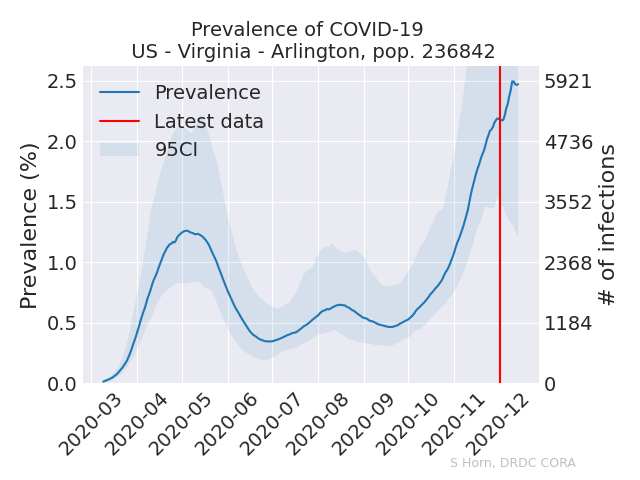 Prevalence of COVID-19
US - Virginia - Arlington, pop. 236842
Prevalence
Latest data
95CI
Prevalence (%)
2.5
2.0
1.5
1.0
0.5
0.0
5921
4736
3552
2368
1184
0
# of infections
2020-03
2020-04
2020-05
2020-06
2020-07
2020-08
2020-09
2020-10
2020-11
2020-12
S Horn, DRDC CORA